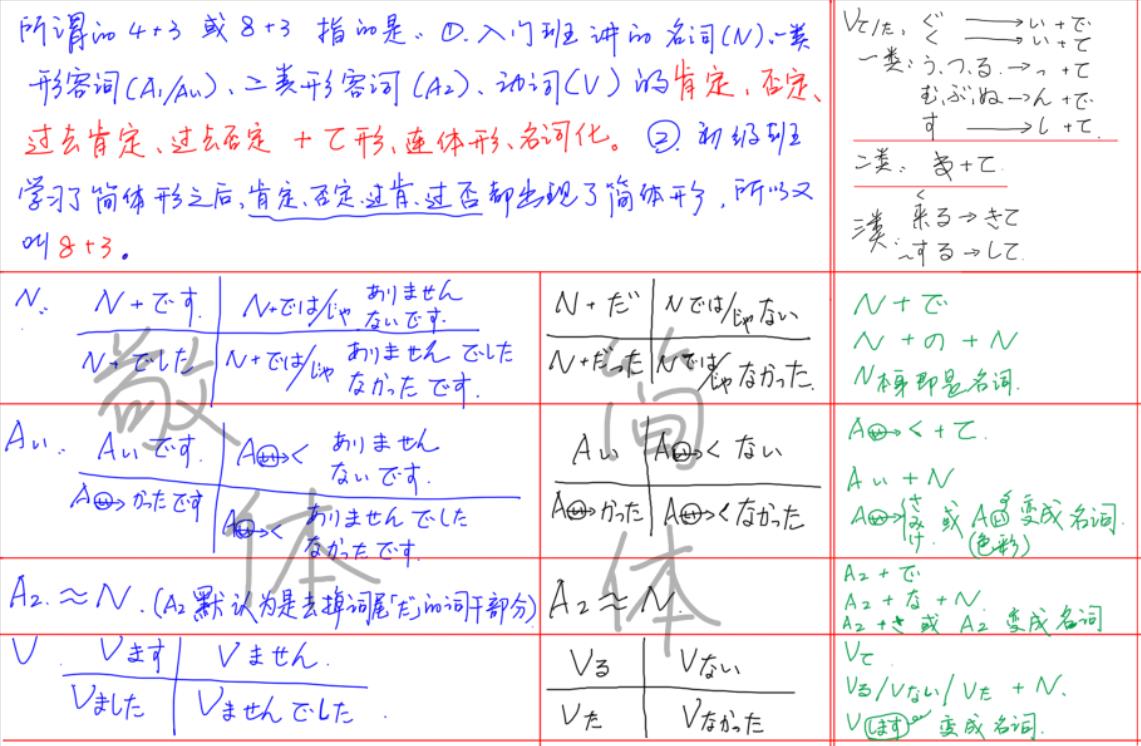 所谓的4+3或8+3指的是:①.入门班讲的名词(N)、一类
形容词(A₁/Aい)、二类形容词(A₂)、动词(V)的肯定、否定、
过去肯定、过去否定 + て形、连体形、名词化。②.初级班
学习了简体形之后,肯定、否定、过肯、过否都出现了简体形,所以又
叫8+3。
Vて/た: ぐ→い+で
く→い+て
一类: う、つ、る→っ+て
む、ぶ、ぬ→ん+で
す→し+て
二类: る+て
三类: 来る→きて
く
~する→して
敬体
简体
N: N+です.
N+では/じゃ ありません
ないです.
N+でした
N+では/じゃ ありませんでした
なかったです.
N+だ
Nでは/じゃない
N+だった
Nでは/じゃなかった.
N+で
N+の+N
N本身即是名词.
Aい: Aいです.
Aい→く ありません
ないです.
Aい→かったです
Aい→く ありませんでした
なかったです.
Aい
Aい→くない
Aい→かった
Aい→くなかった
Aい→く+て.
Aい+N
Aい→さ
み
け
或 Aい变成名词.
(色彩)
A₂.≈N.(A₂默认为是去掉词尾「だ」的词干部分)
A₂≈N.
A₂+で
A₂+な+N.
A₂+さ或A₂变成名词
V. Vます
Vません.
Vました
Vませんでした.
Vる
Vない
Vた
Vなかった
Vて
Vる/Vない/Vた+N.
Vます变成名词.